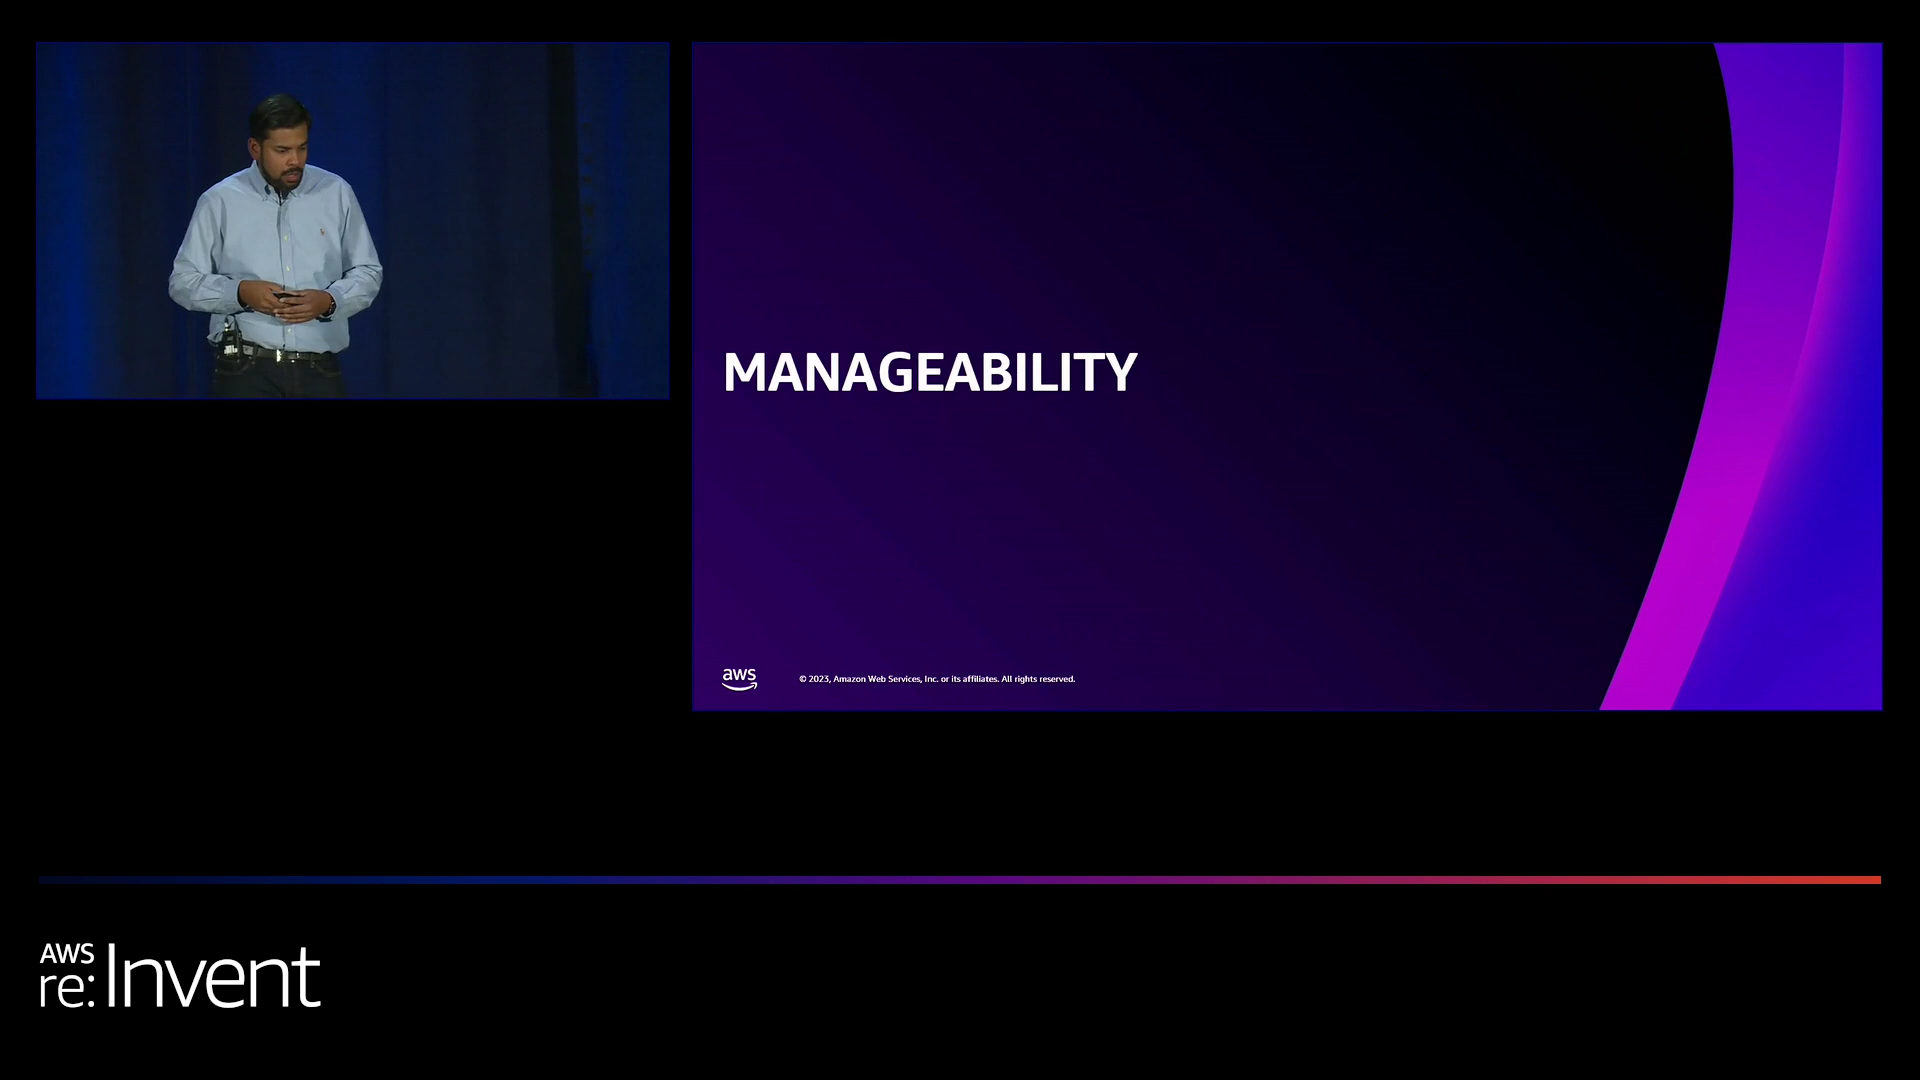 MANAGEABILITY
aws
© 2023, Amazon Web Services, Inc. or its affiliates. All rights reserved.
AWS
re:Invent